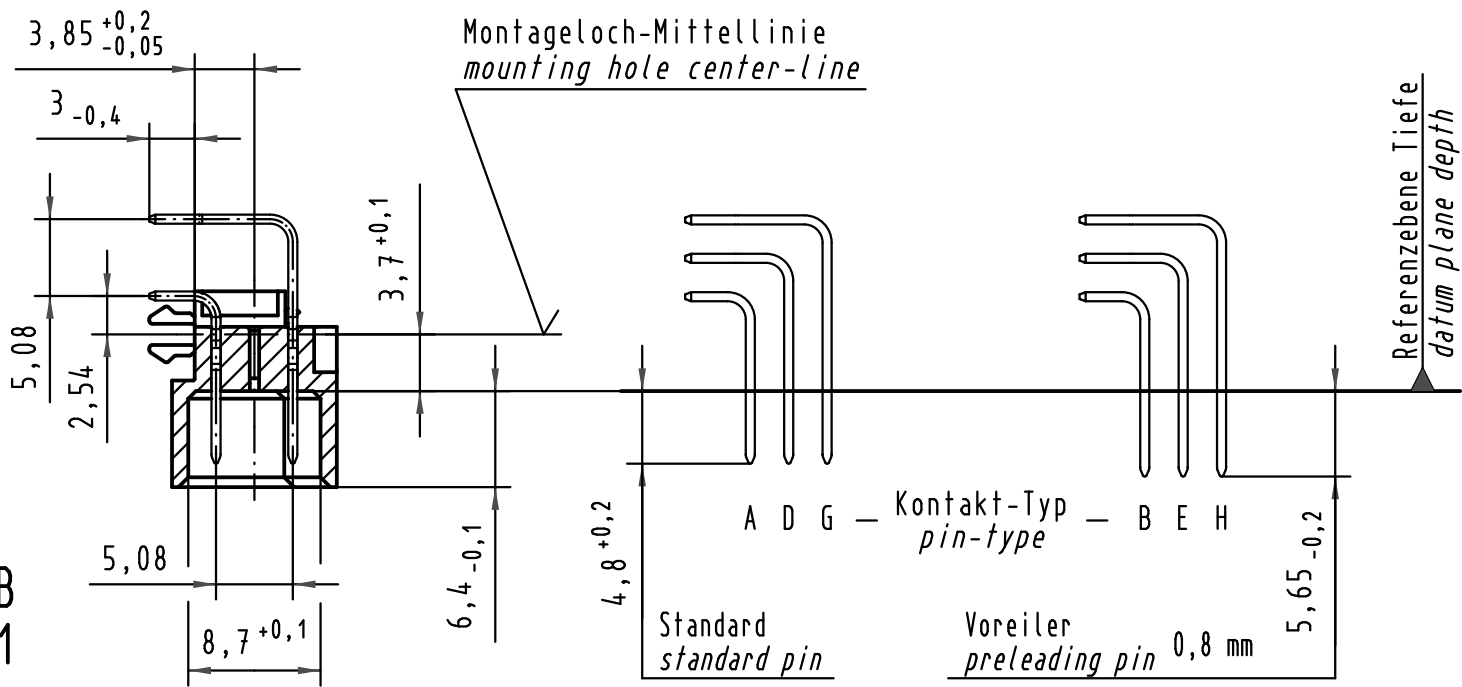 3,85 +0,2 -0,05
Montageloch-Mittellinie
mounting hole center-line
3 -0,4
Referenzebene Tiefe
datum plane depth
3,7 +0,1
5,08
2,54
A D G — Kontakt-Typ — B E H
pin-type
4,8 +0,2
6,4 -0,1
5,65 -0,2
5,08
B
1
8,7 +0,1
Standard
standard pin
Voreiler
preleading pin 0,8 mm